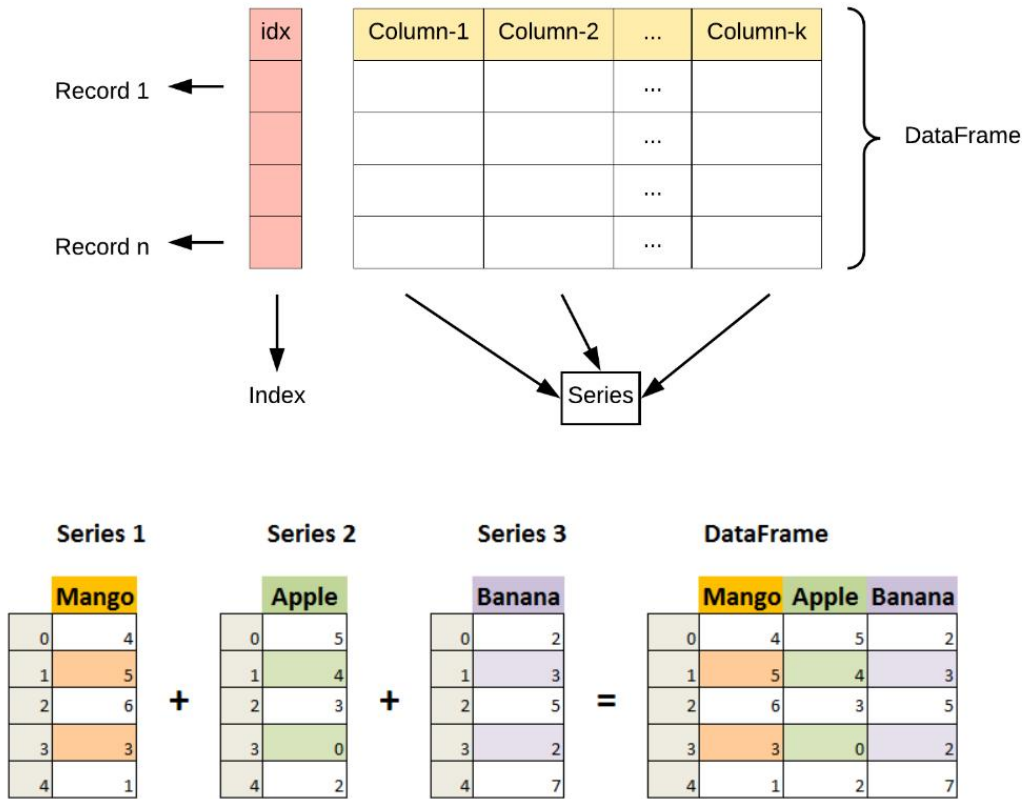 idx Column-1 Column-2 ... Column-k
Record 1 ...
... DataFrame
...
Record n ...
Index Series
Series 1 Series 2 Series 3 DataFrame
Mango Apple Banana Mango Apple Banana
0 4 0 5 0 2 0 4 5 2
1 5 1 4 1 3 1 5 4 3
2 6 + 2 3 + 2 5 = 2 6 3 5
3 3 3 0 3 2 3 3 0 2
4 1 4 2 4 7 4 1 2 7